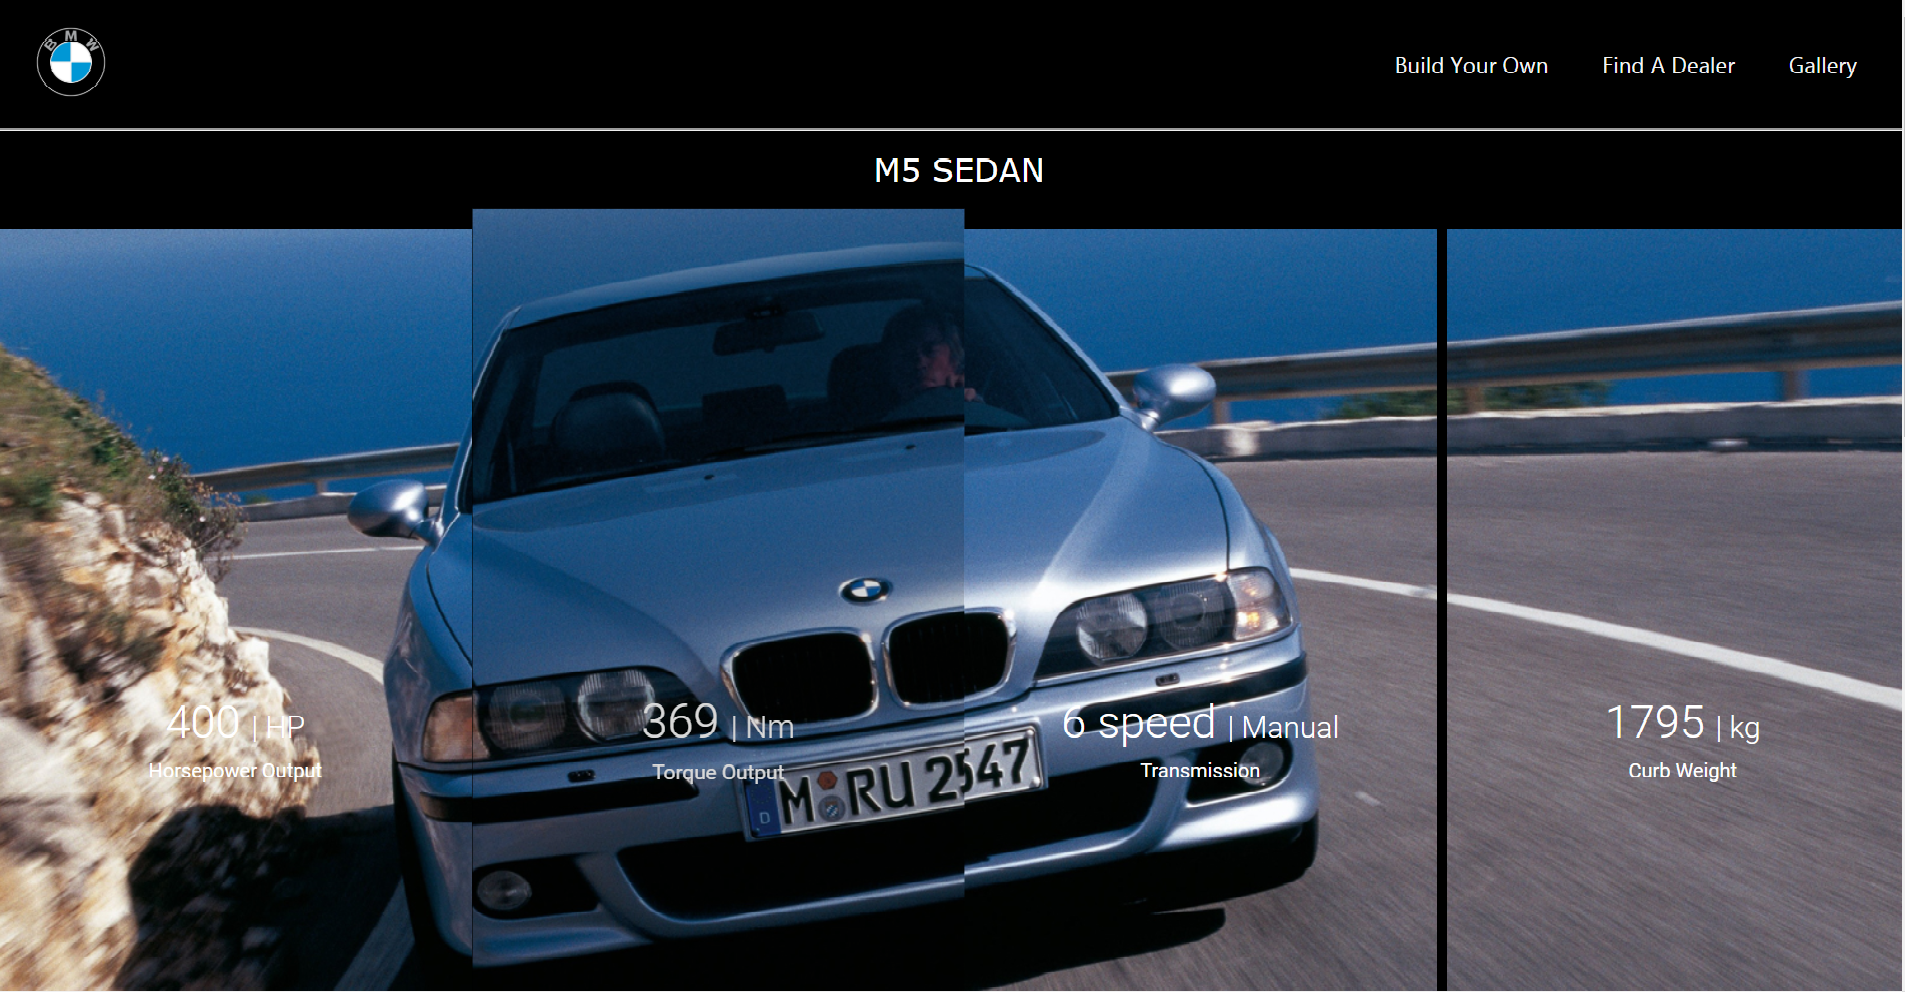 BMW
Build Your Own
Find A Dealer
Gallery
M5 SEDAN
400 | HP
Horsepower Output
369 | Nm
Torque Output
6 speed | Manual
Transmission
1795 | kg
Curb Weight
D M RU 2547